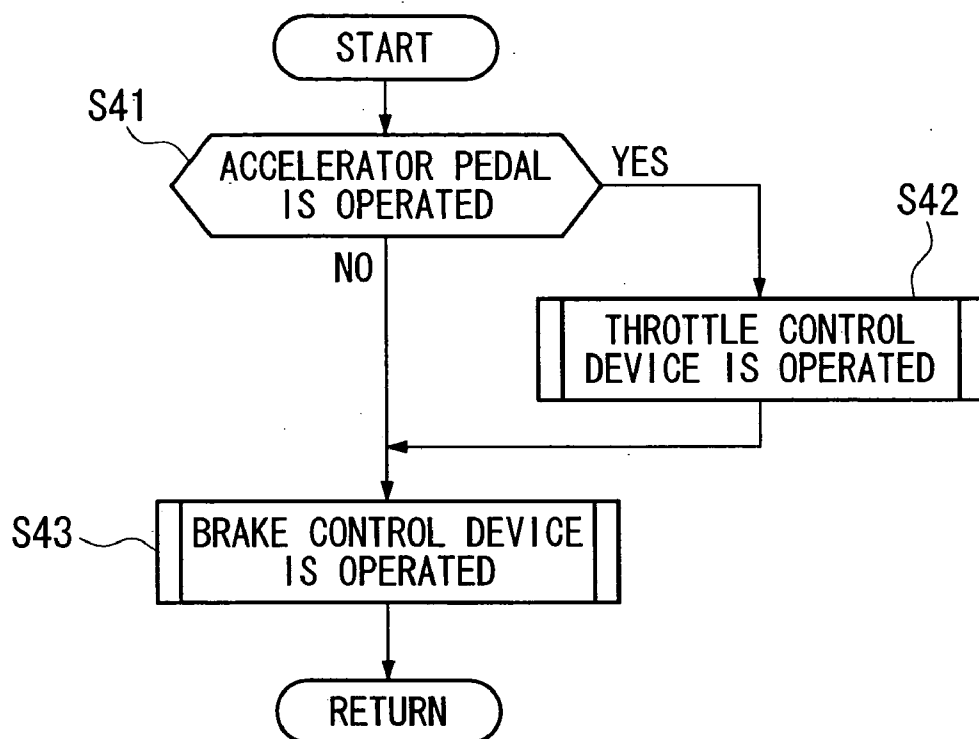 START
S41
ACCELERATOR PEDAL
IS OPERATED
YES
NO
S42
THROTTLE CONTROL
DEVICE IS OPERATED
S43
BRAKE CONTROL DEVICE
IS OPERATED
RETURN